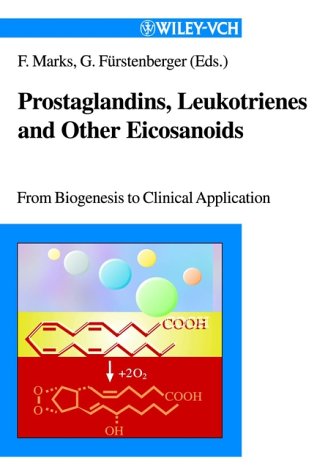 WILEY-VCH
F. Marks, G. Fürstenberger (Eds.)
Prostaglandins, Leukotrienes
and Other Eicosanoids
From Biogenesis to Clinical Application
COOH
+2O₂
O
O
COOH
OH